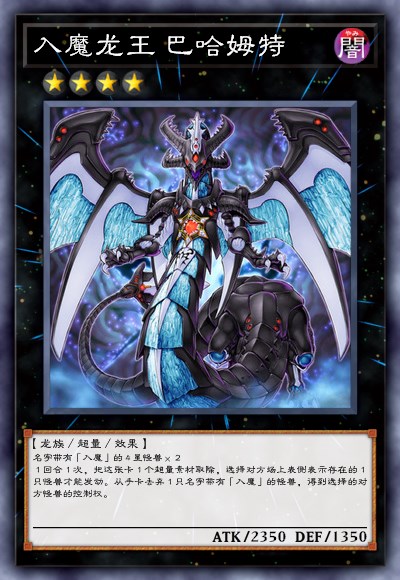 入魔龙王 巴哈姆特
闇
やみ
【龙族/超量/效果】
名字带有「入魔」的4星怪兽×2
1回合1次，把这张卡1个超量素材取除，选择对方场上表侧表示存在的1
只怪兽才能发动。从手卡丢弃1只名字带有「入魔」的怪兽，得到选择的对
方怪兽的控制权。
ATK/2350 DEF/1350